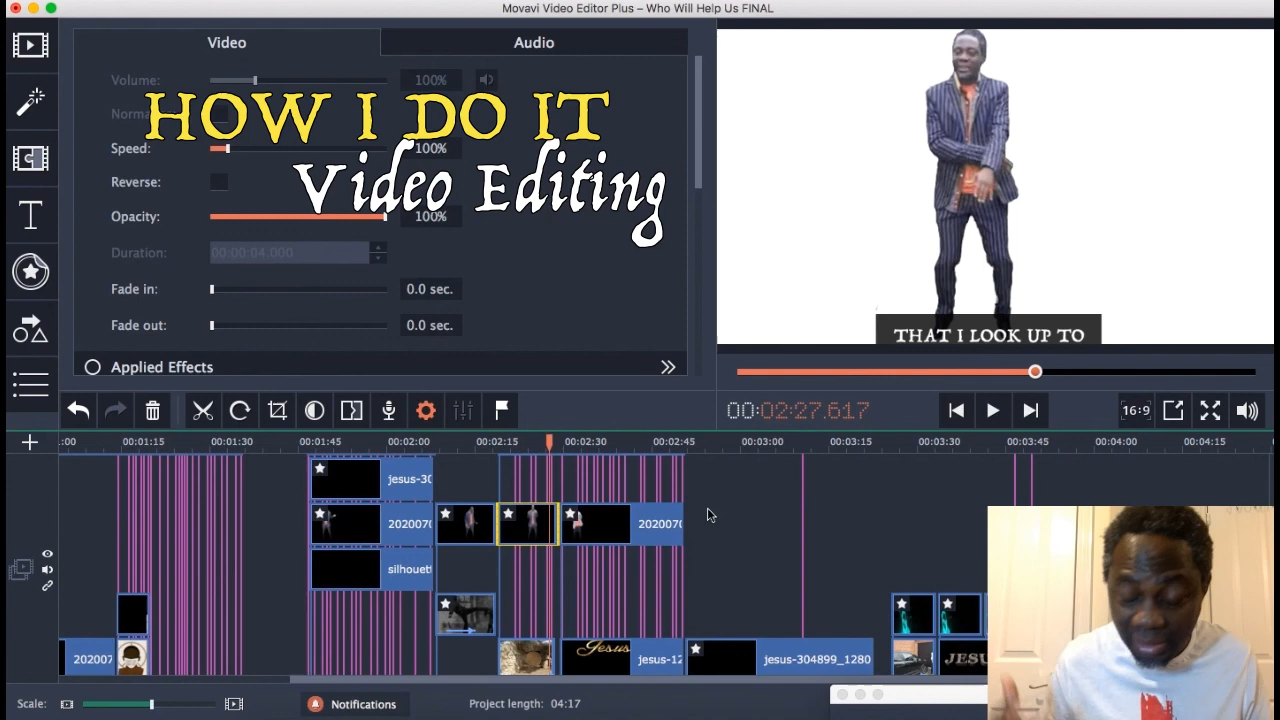 Movavi Video Editor Plus – Who Will Help Us FINAL
Video
Audio
Volume:
100%
HOW I DO IT
Speed:
100%
Video Editing
Reverse:
Opacity:
100%
Duration:
00:00:04.000
Fade in:
0.0 sec.
Fade out:
0.0 sec.
Applied Effects
THAT I LOOK UP TO
00:02:27.617
16:9
:00
00:01:15
00:01:30
00:01:45
00:02:00
00:02:15
00:02:30
00:02:45
00:03:00
00:03:15
00:03:30
00:03:45
00:04:00
00:04:15
jesus-30
202007
202007
silhouett
202007
Jesus
jesus-12
jesus-304899_1280
JESU
Scale:
Notifications
Project length: 04:17